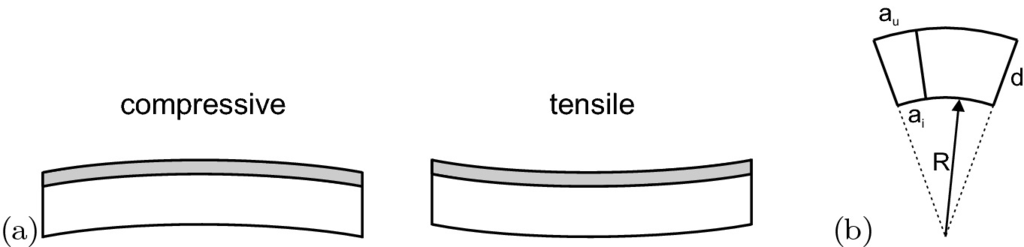 compressive
tensile
(a)
a_u
d
a_i
R
(b)